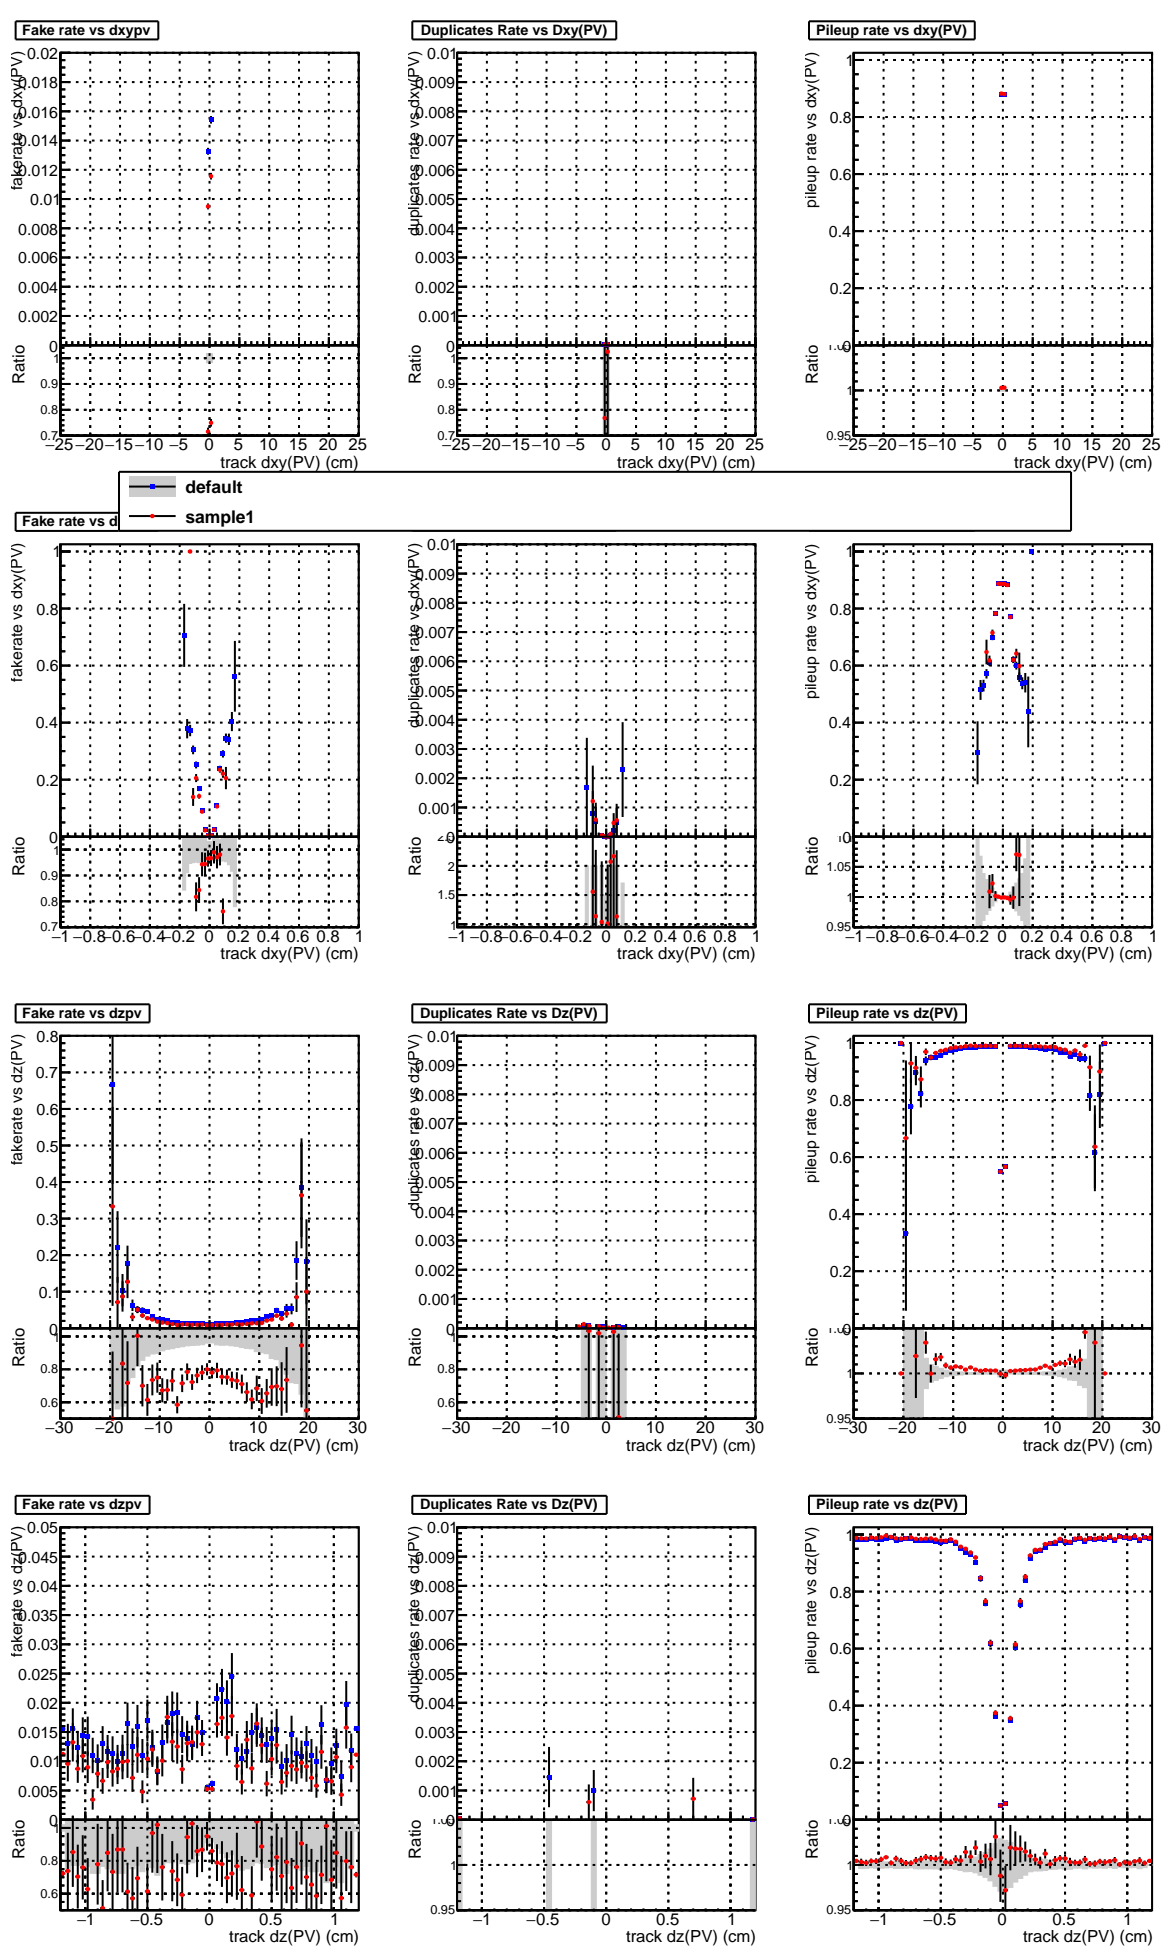 Fake rate vs dxypv
Duplicates Rate vs Dxy(PV)
Pileup rate vs dxy(PV)
fakerate vs dxy(PV)
0.02
0.018
0.016
0.014
0.012
0.01
0.008
0.006
0.004
0.002
0
duplicates rate vs dxy(PV)
0.01
0.009
0.008
0.007
0.006
0.005
0.004
0.003
0.002
0.001
0
pileup rate vs dxy(PV)
1
0.8
0.6
0.4
0.2
Ratio
1
0.9
0.8
0.7
Ratio
1
0.9
0.8
0.7
Ratio
1
0.95
−25 −20 −15 −10 −5 0 5 10 15 20 25
−25 −20 −15 −10 −5 0 5 10 15 20 25
−25 −20 −15 −10 −5 0 5 10 15 20 25
track dxy(PV) (cm)
track dxy(PV) (cm)
track dxy(PV) (cm)
default
sample1
Fake rate vs d
fakerate vs dxy(PV)
1
0.8
0.6
0.4
0.2
0
duplicates rate vs dxy(PV)
0.01
0.009
0.008
0.007
0.006
0.005
0.004
0.003
0.002
0.001
0
pileup rate vs dxy(PV)
1
0.8
0.6
0.4
0.2
Ratio
1
0.9
0.8
0.7
Ratio
2
1.5
1
Ratio
1.05
1
0.95
−1 −0.8 −0.6 −0.4 −0.2 0 0.2 0.4 0.6 0.8 1
−1 −0.8 −0.6 −0.4 −0.2 0 0.2 0.4 0.6 0.8 1
−1 −0.8 −0.6 −0.4 −0.2 0 0.2 0.4 0.6 0.8 1
track dxy(PV) (cm)
track dxy(PV) (cm)
track dxy(PV) (cm)
Fake rate vs dzpv
Duplicates Rate vs Dz(PV)
Pileup rate vs dz(PV)
fakerate vs dz(PV)
0.8
0.7
0.6
0.5
0.4
0.3
0.2
0.1
0
duplicates rate vs dz(PV)
0.01
0.009
0.008
0.007
0.006
0.005
0.004
0.003
0.002
0.001
0
pileup rate vs dz(PV)
1
0.8
0.6
0.4
0.2
Ratio
1
0.8
0.6
Ratio
0.8
0.6
Ratio
1
0.95
−30 −20 −10 0 10 20 30
−30 −20 −10 0 10 20 30
−30 −20 −10 0 10 20 30
track dz(PV) (cm)
track dz(PV) (cm)
track dz(PV) (cm)
Fake rate vs dzpv
Duplicates Rate vs Dz(PV)
Pileup rate vs dz(PV)
fakerate vs dz(PV)
0.05
0.045
0.04
0.035
0.03
0.025
0.02
0.015
0.01
0.005
0
duplicates rate vs dz(PV)
0.01
0.009
0.008
0.007
0.006
0.005
0.004
0.003
0.002
0.001
0
pileup rate vs dz(PV)
1
0.8
0.6
0.4
0.2
0
Ratio
1
0.8
0.6
Ratio
1
0.95
Ratio
1
0.95
−1 −0.5 0 0.5 1
−1 −0.5 0 0.5 1
−1 −0.5 0 0.5 1
track dz(PV) (cm)
track dz(PV) (cm)
track dz(PV) (cm)